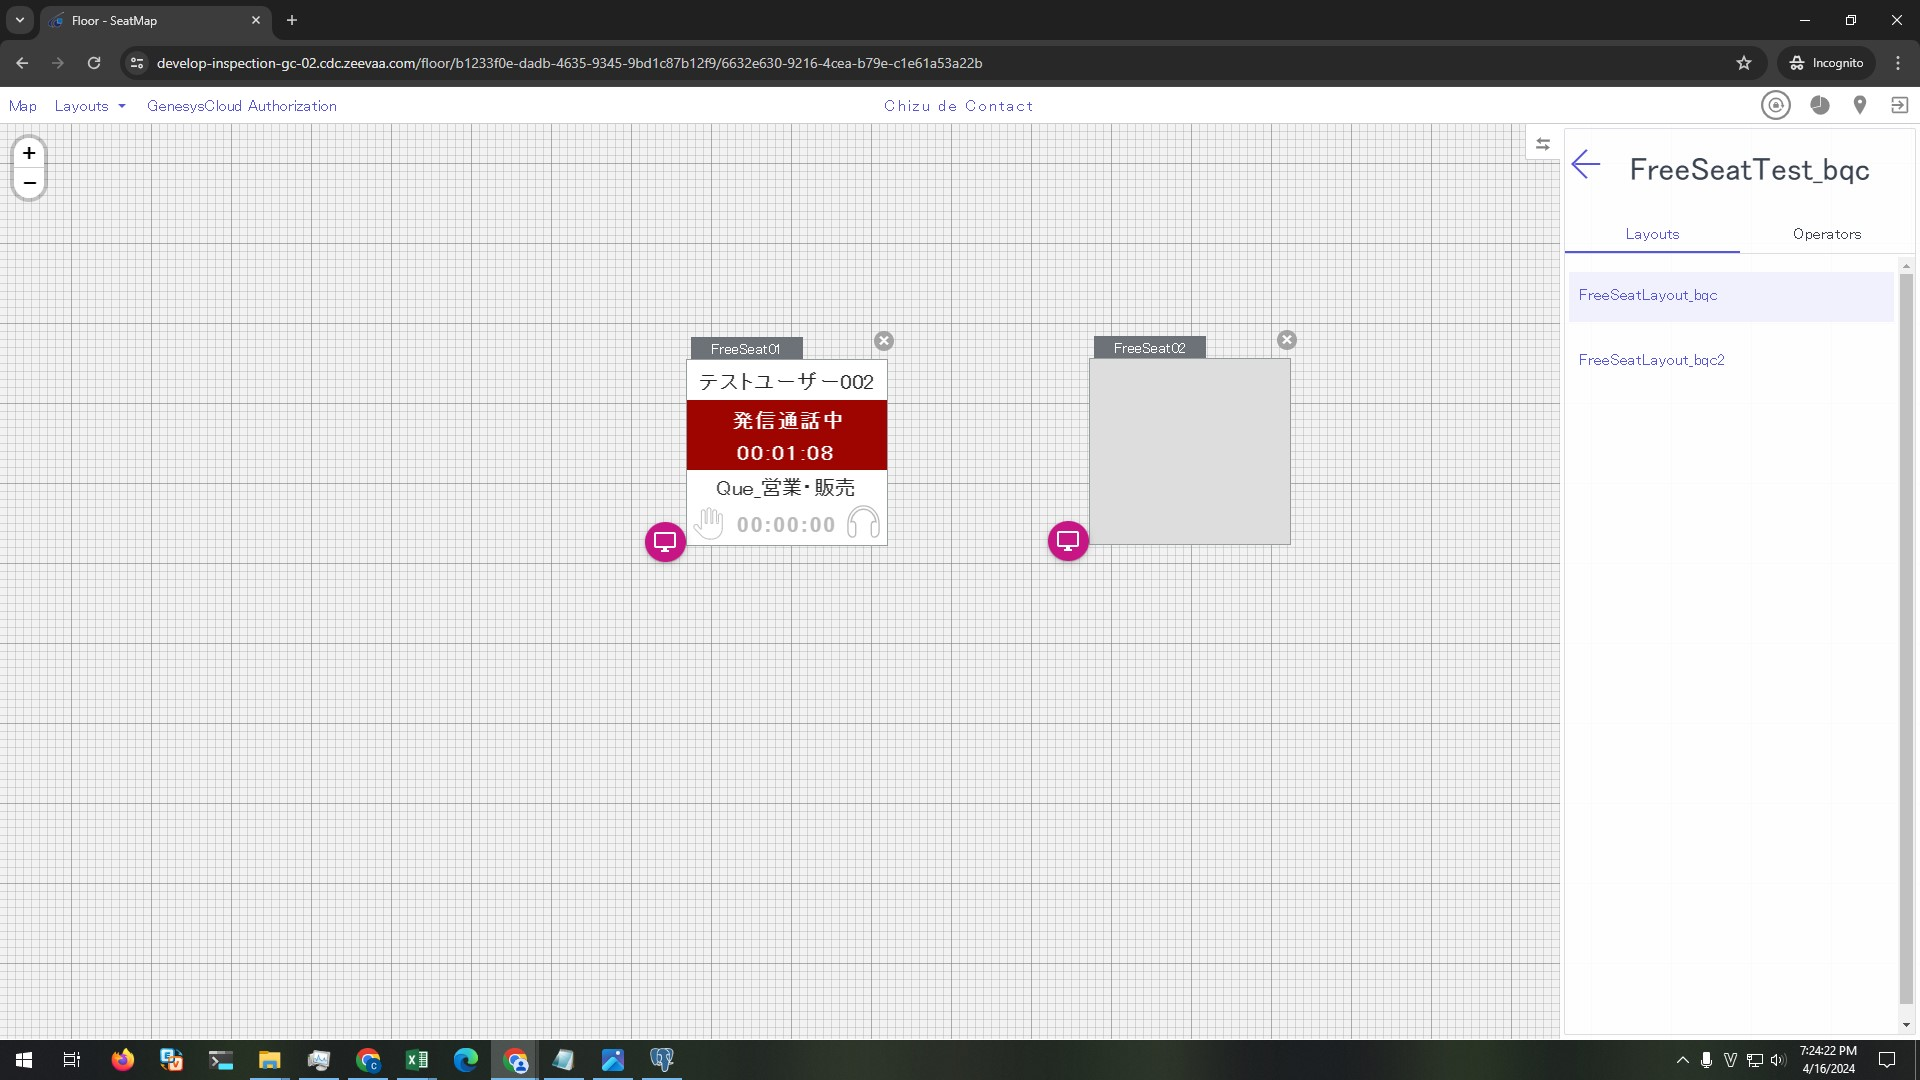 Floor - SeatMap
develop-inspection-gc-02.cdc.zeevaa.com/floor/b1233f0e-dadb-4635-9345-9bd1c87b12f9/6632e630-9216-4cea-b79e-c1e61a53a22b
Incognito
Map Layouts GenesysCloud Authorization
Chizu de Contact
+
−
FreeSeat01
テストユーザー002
発信通話中
00:01:08
Que_営業・販売
00:00:00
FreeSeat02
FreeSeatTest_bqc
Layouts Operators
FreeSeatLayout_bqc
FreeSeatLayout_bqc2
7:24:22 PM
4/16/2024